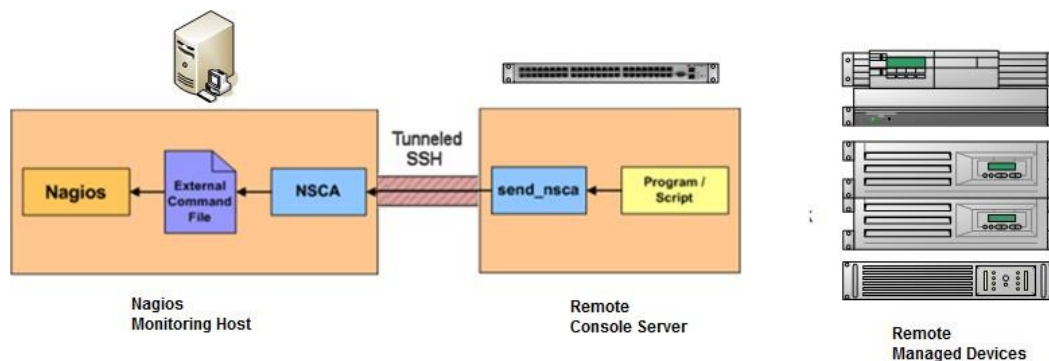 Tunneled
SSH
Nagios
External
Command
File
NSCA
send_nsca
Program /
Script
Nagios
Monitoring Host
Remote
Console Server
Remote
Managed Devices